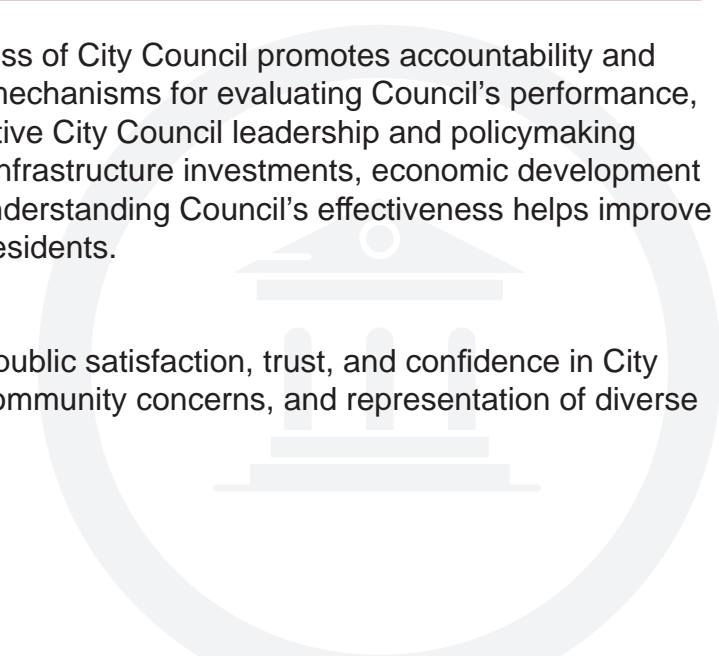 ss of City Council promotes accountability and
mechanisms for evaluating Council’s performance,
tive City Council leadership and policymaking
nfrastructure investments, economic development
nderstanding Council’s effectiveness helps improve
esidents.
public satisfaction, trust, and confidence in City
ommunity concerns, and representation of diverse